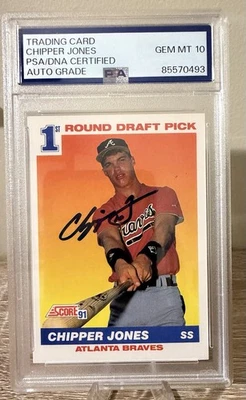 TRADING CARD
CHIPPER JONES
PSA/DNA CERTIFIED
AUTO GRADE
GEM MT 10
PSA
85570493
1st ROUND DRAFT PICK
Braves
SCORE 91
CHIPPER JONES SS
ATLANTA BRAVES